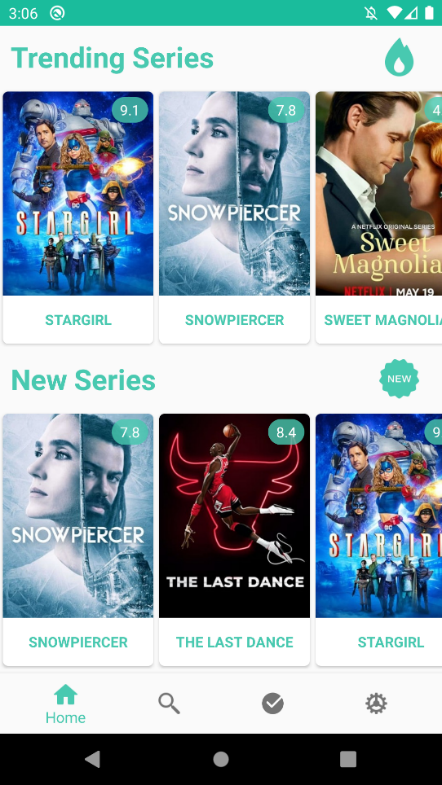 3:06
Trending Series
9.1
STARGIRL
STARGIRL
7.8
SNOWPIERCER
SNOWPIERCER
4
A NETFLIX ORIGINAL SERIES
Sweet
Magnolia
NETFLIX | MAY 19
SWEET MAGNOLIA
New Series
NEW
7.8
SNOWPIERCER
SNOWPIERCER
8.4
THE LAST DANCE
THE LAST DANCE
9
STARGIRL
STARGIRL
Home